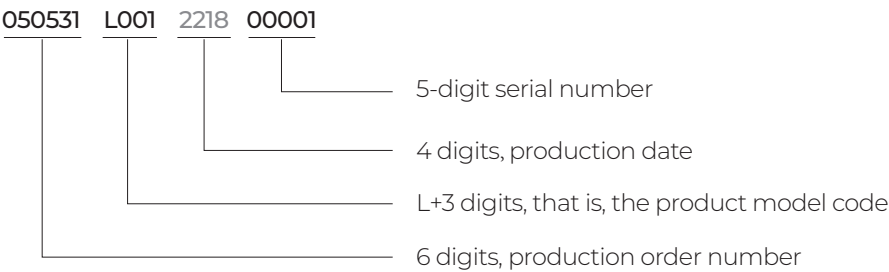 050531 L001 2218 00001
5-digit serial number
4 digits, production date
L+3 digits, that is, the product model code
6 digits, production order number